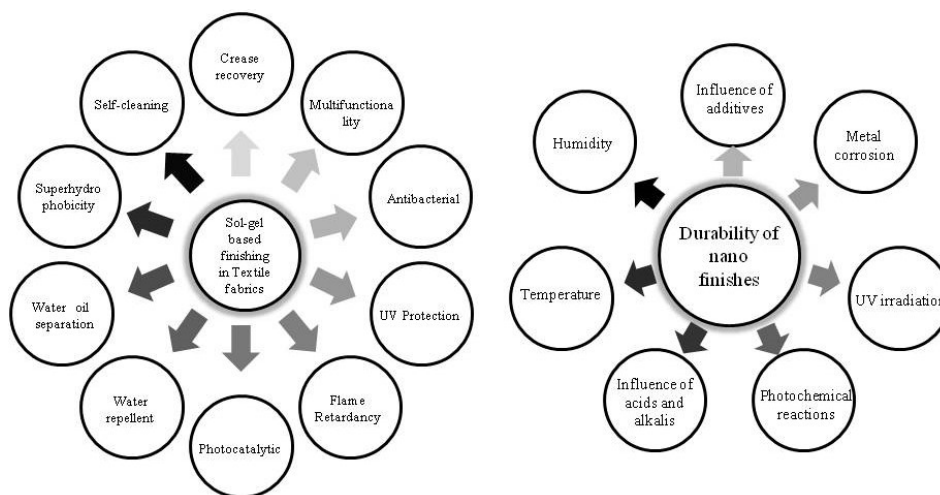 Crease
recovery
Multifunctiona
lity
Antibacterial
UV Protection
Flame
Retardancy
Photocatalytic
Water
repellent
Water oil
separation
Superhydro
phobicity
Self-cleaning
Sol-gel
based
finishing
in Textile
fabrics
Influence of
additives
Metal
corrosion
UV irradiation
Photochemical
reactions
Influence of
acids and
alkalis
Temperature
Humidity
Durability of
nano
finishes